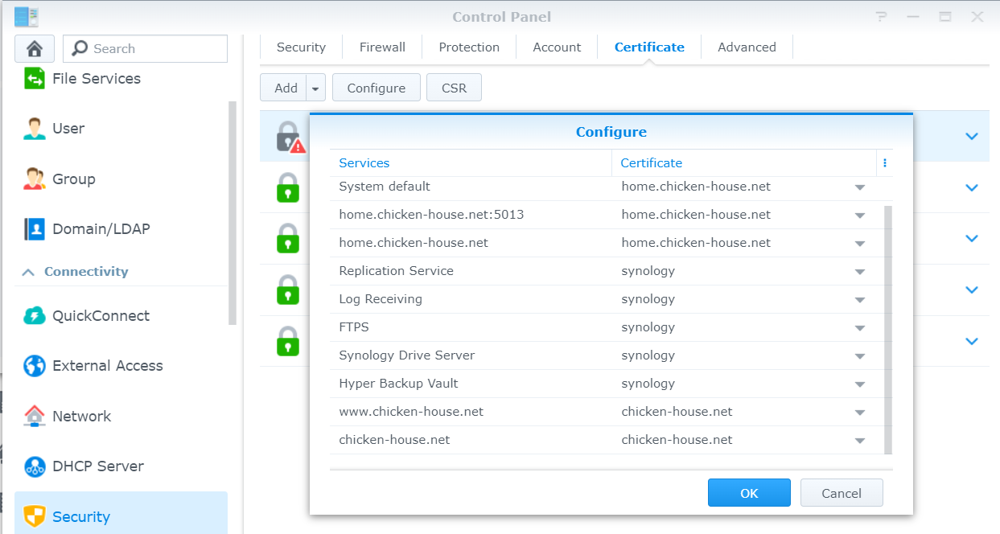 Control Panel
Search
File Services
User
Group
Domain/LDAP
Connectivity
QuickConnect
External Access
Network
DHCP Server
Security
Security Firewall Protection Account Certificate Advanced
Add Configure CSR
Configure
Services Certificate
System default home.chicken-house.net
home.chicken-house.net:5013 home.chicken-house.net
home.chicken-house.net home.chicken-house.net
Replication Service synology
Log Receiving synology
FTPS synology
Synology Drive Server synology
Hyper Backup Vault synology
www.chicken-house.net chicken-house.net
chicken-house.net chicken-house.net
OK Cancel